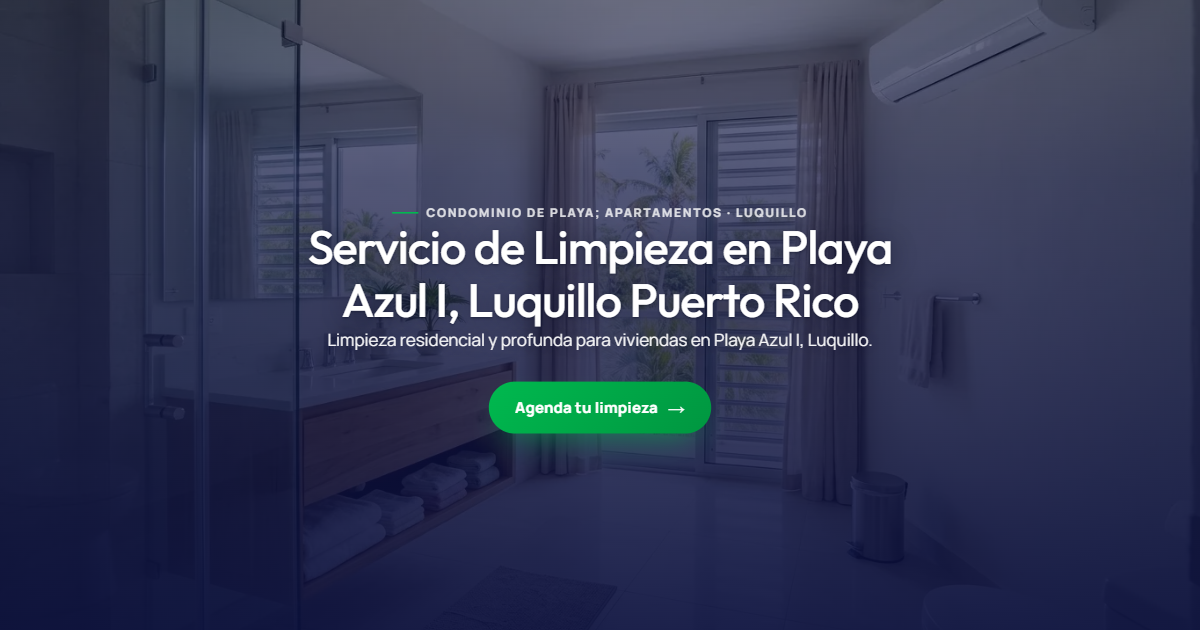 CONDOMINIO DE PLAYA; APARTAMENTOS · LUQUILLO
Servicio de Limpieza en Playa
Azul I, Luquillo Puerto Rico
Limpieza residencial y profunda para viviendas en Playa Azul I, Luquillo.
Agenda tu limpieza →